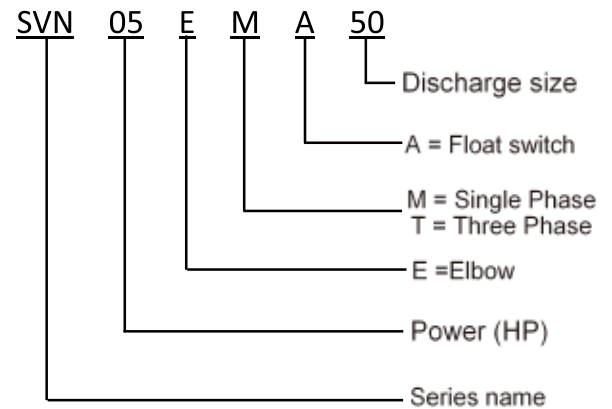 SVN 05 E M A 50
Discharge size
A = Float switch
M = Single Phase
T = Three Phase
E =Elbow
Power (HP)
Series name